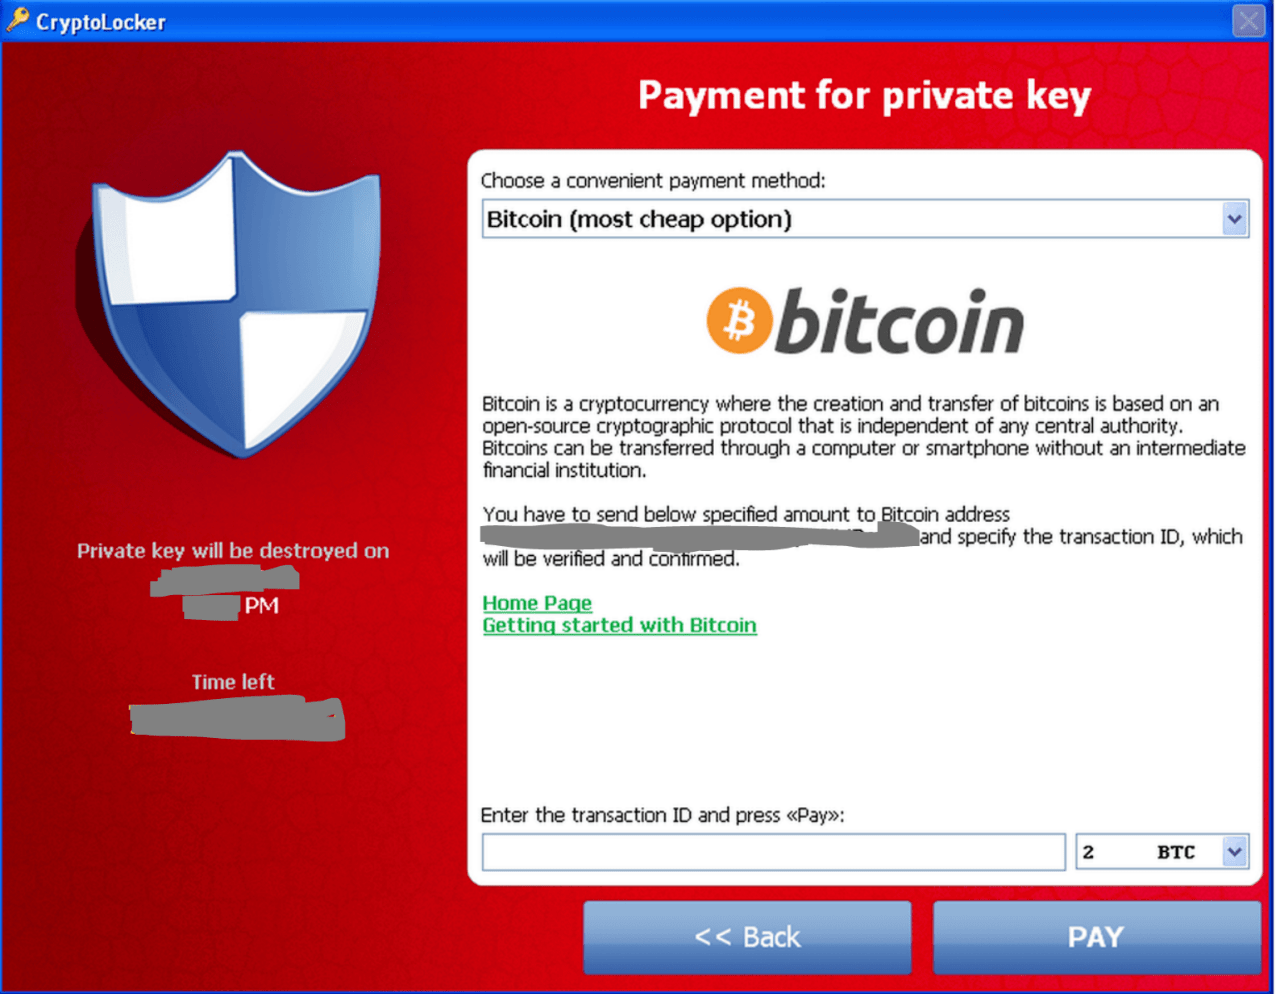 CryptoLocker
Payment for private key
Choose a convenient payment method:
Bitcoin (most cheap option)
bitcoin
Bitcoin is a cryptocurrency where the creation and transfer of bitcoins is based on an
open-source cryptographic protocol that is independent of any central authority.
Bitcoins can be transferred through a computer or smartphone without an intermediate
financial institution.
You have to send below specified amount to Bitcoin address
and specify the transaction ID, which
will be verified and confirmed.
Home Page
Getting started with Bitcoin
Private key will be destroyed on
PM
Time left
Enter the transaction ID and press «Pay»:
2 BTC
<< Back
PAY